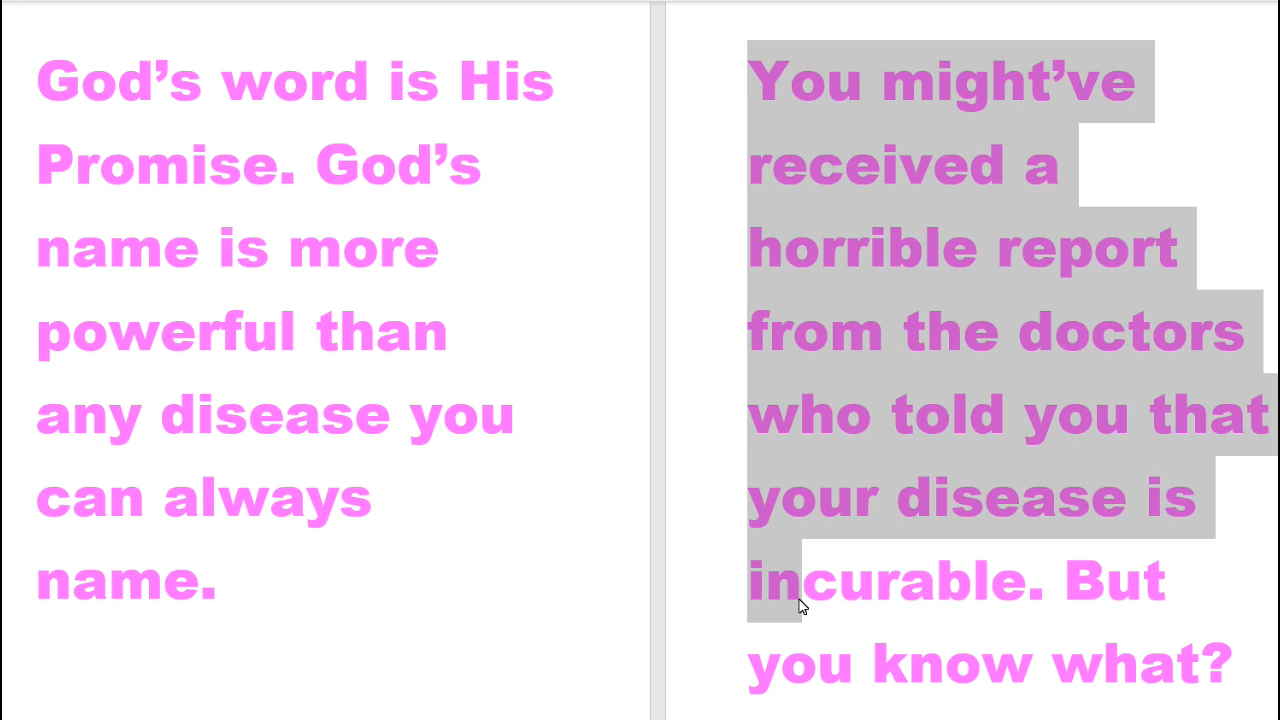 God’s word is His
Promise. God’s
name is more
powerful than
any disease you
can always
name.
You might’ve
received a
horrible report
from the doctors
who told you that
your disease is
incurable. But
you know what?